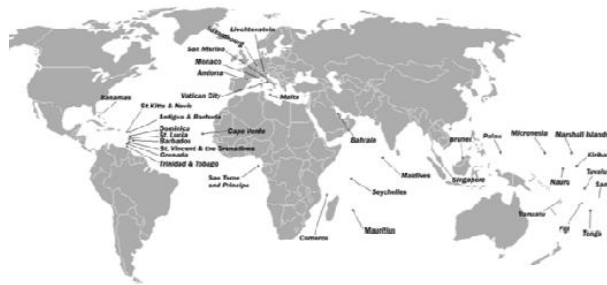 Liechtenstein
Luxembourg
San Marino
Monaco
Andorra
Vatican City
Malta
Bahamas
St. Kitts & Nevis
Antigua & Barbuda
Dominica
St. Lucia
Barbados
St. Vincent & the Grenadines
Grenada
Trinidad & Tobago
Cape Verde
Sao Tome
and Principe
Comoros
Bahrain
Maldives
Seychelles
Mauritius
Brunei
Singapore
Palau
Micronesia
Marshall Islands
Kiriba
Nauru
Tuvalu
Sam
Vanuatu
Fiji
Tonga